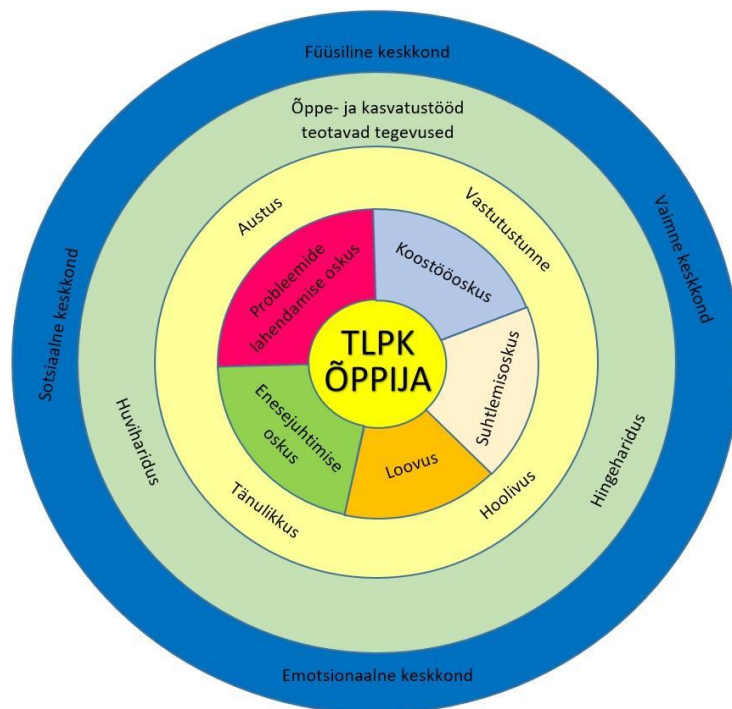 Füüsiline keskkond
Õppe- ja kasvatustööd
teotavad tegevused
Austus
Vastutustunne
Vaimne keskkond
Sotsiaalne keskkond
Probleemide
lahendamise oskus
Koostööoskus
TLPK
ÕPPIJA
Suhtlemisoskus
Enesejuhtimise
oskus
Loovus
Huviharidus
Hingeharidus
Tänulikkus
Hoolivus
Emotsionaalne keskkond